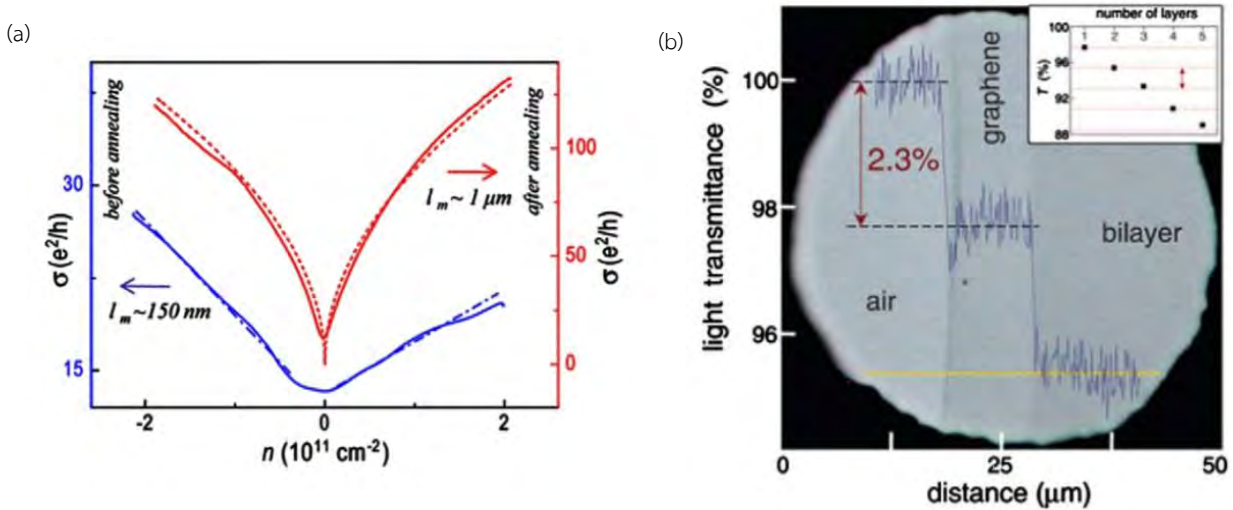 (a)
before annealing
after annealing
σ (e²/h)
σ (e²/h)
30
15
100
50
0
l m ~ 1 μm
l m ~150 nm
-2
0
2
n (10¹¹ cm⁻²)
(b)
number of layers
1 2 3 4 5
100
96
92
88
T (%)
light transmittance (%)
100
98
96
2.3%
air
graphene
bilayer
0
25
50
distance (μm)